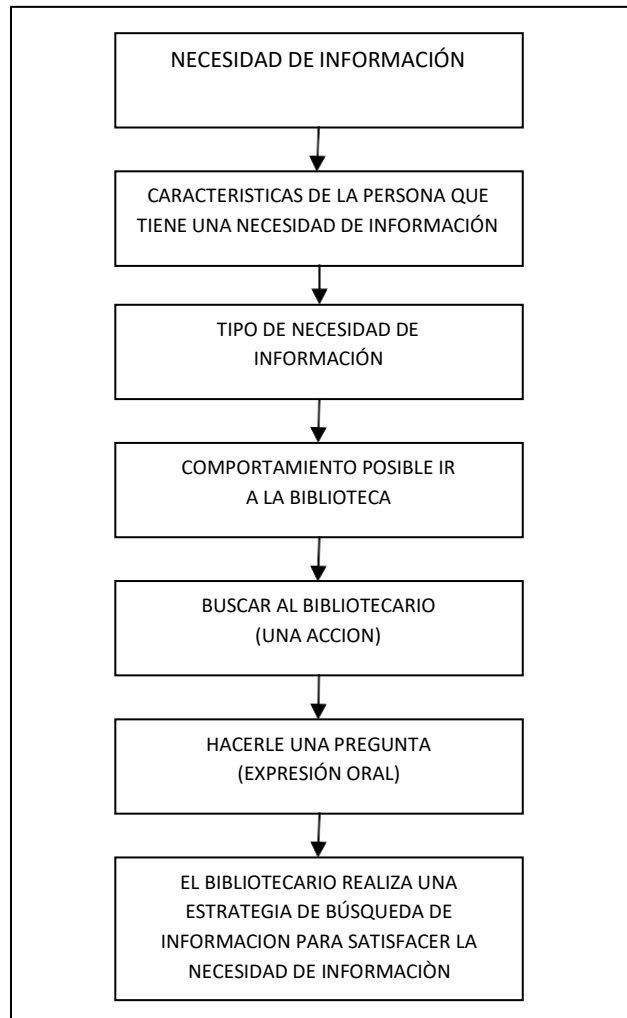 NECESIDAD DE INFORMACIÓN
CARACTERISTICAS DE LA PERSONA QUE
TIENE UNA NECESIDAD DE INFORMACIÓN
TIPO DE NECESIDAD DE
INFORMACIÓN
COMPORTAMIENTO POSIBLE IR
A LA BIBLIOTECA
BUSCAR AL BIBLIOTECARIO
(UNA ACCION)
HACERLE UNA PREGUNTA
(EXPRESIÓN ORAL)
EL BIBLIOTECARIO REALIZA UNA
ESTRATEGIA DE BÚSQUEDA DE
INFORMACION PARA SATISFACER LA
NECESIDAD DE INFORMACIÒN